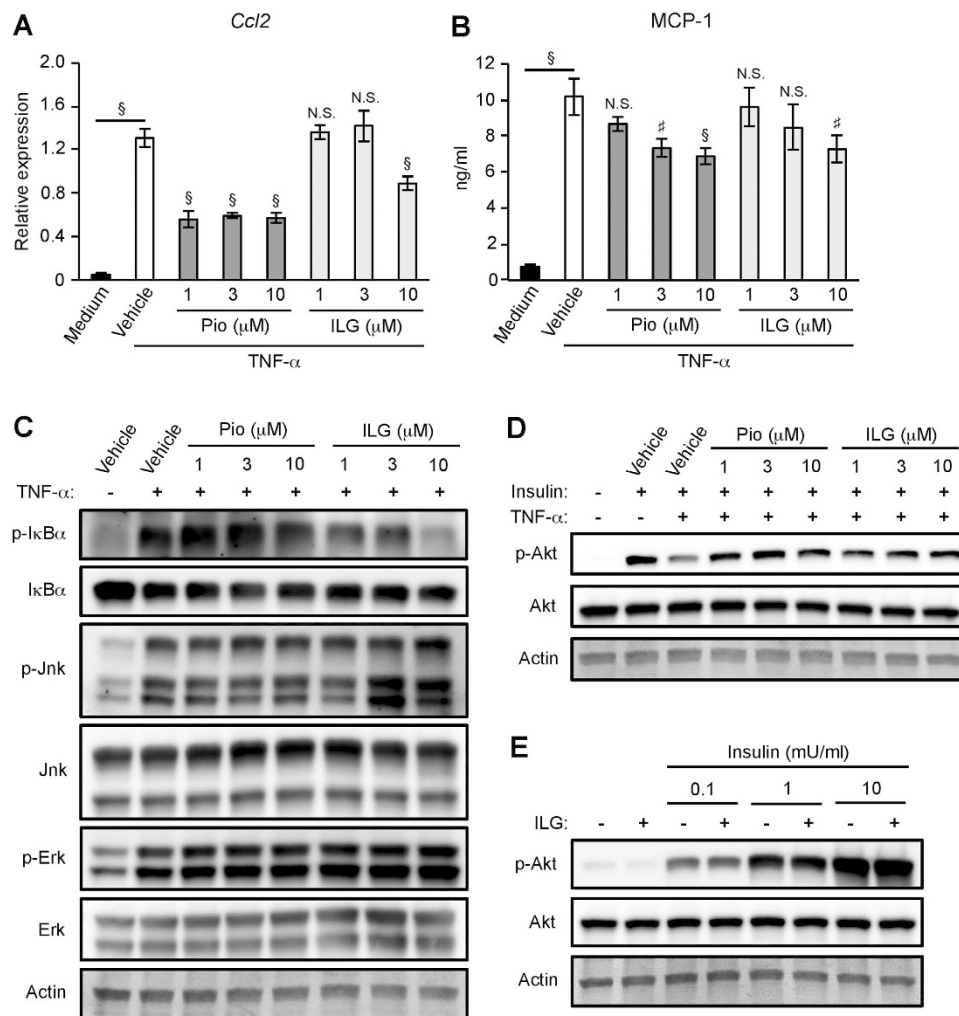 A
Ccl2
Relative expression
1.8
1.2
0.6
0
§
§
§
§
N.S.
N.S.
§
Medium
Vehicle
1 3 10
Pio (μM)
1 3 10
ILG (μM)
TNF-α
B
MCP-1
ng/ml
12
10
8
6
4
2
0
§
N.S.
♯
§
N.S.
N.S.
♯
Medium
Vehicle
1 3 10
Pio (μM)
1 3 10
ILG (μM)
TNF-α
C
Vehicle
Vehicle
Pio (μM)
ILG (μM)
1 3 10 1 3 10
TNF-α: - + + + + + + +
p-IκBα
IκBα
p-Jnk
Jnk
p-Erk
Erk
Actin
D
Vehicle
Vehicle
Pio (μM)
ILG (μM)
1 3 10 1 3 10
Insulin: - + + + + + + + +
TNF-α: - - + + + + + + +
p-Akt
Akt
Actin
E
Insulin (mU/ml)
0.1 1 10
ILG: - + - + - + - +
p-Akt
Akt
Actin